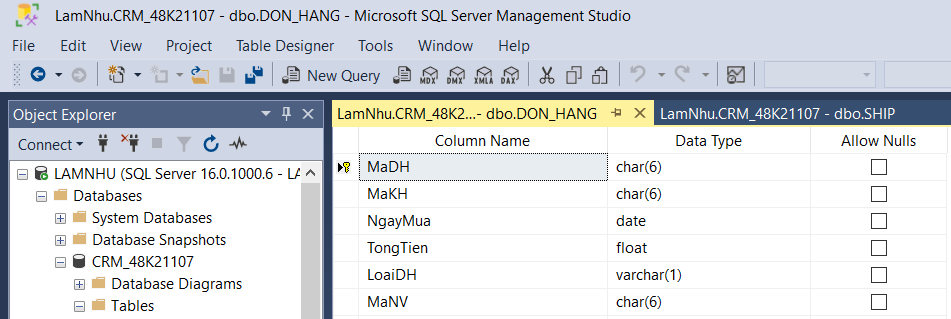 LamNhu.CRM_48K21107 - dbo.DON_HANG - Microsoft SQL Server Management Studio
File Edit View Project Table Designer Tools Window Help
New Query MDX DMX XMLA DAX
Object Explorer
Connect
LAMNHU (SQL Server 16.0.1000.6 - LA
Databases
System Databases
Database Snapshots
CRM_48K21107
Database Diagrams
Tables
LamNhu.CRM_48K2...- dbo.DON_HANG LamNhu.CRM_48K21107 - dbo.SHIP
Column Name Data Type Allow Nulls
MaDH char(6)
MaKH char(6)
NgayMua date
TongTien float
LoaiDH varchar(1)
MaNV char(6)